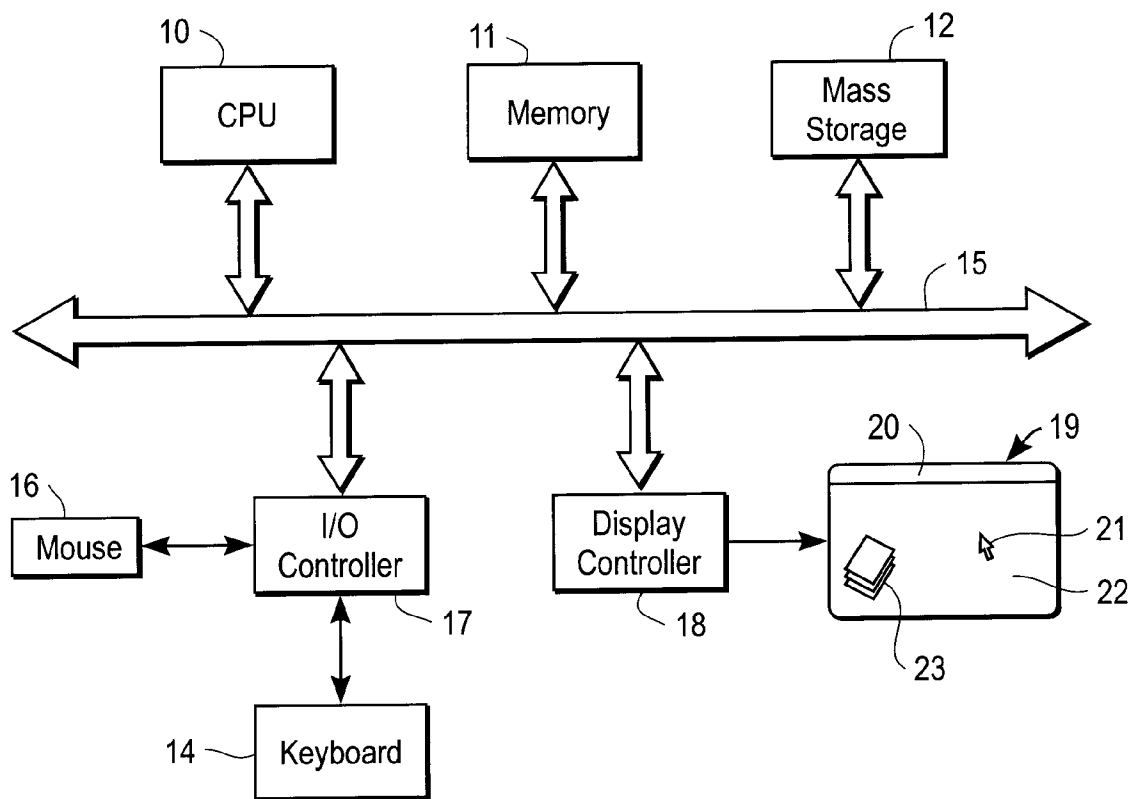 10
CPU
11
Memory
12
Mass
Storage
15
16
Mouse
I/O
Controller
17
Display
Controller
18
20
19
21
22
23
14
Keyboard